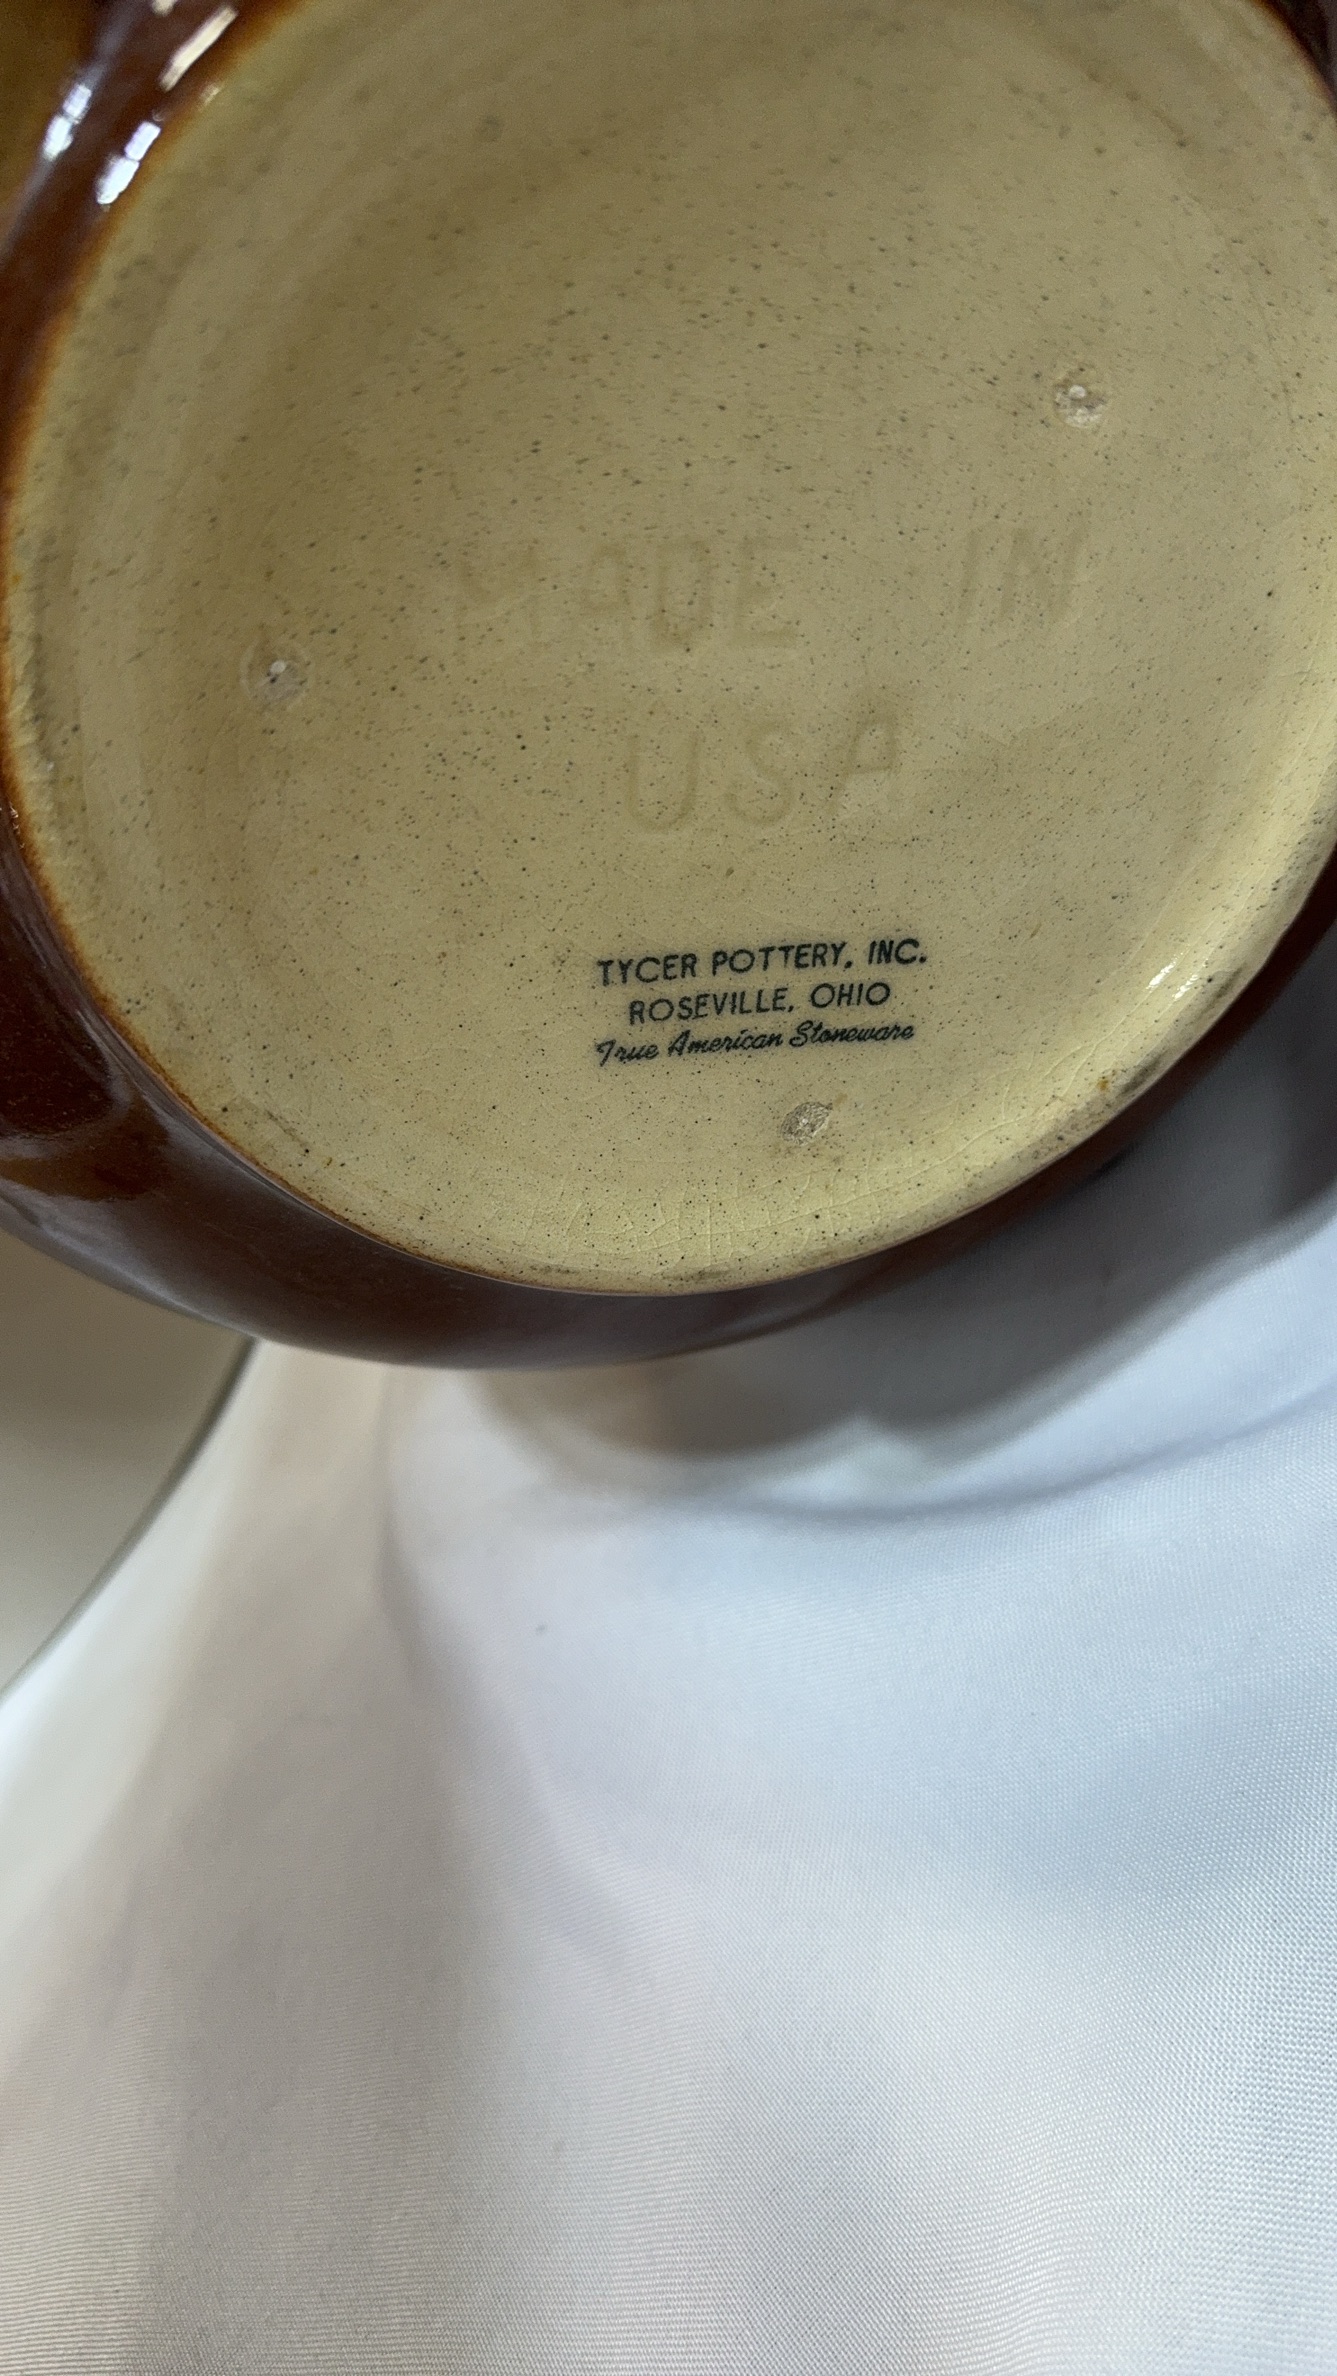 MADE IN
USA
TYCER POTTERY, INC.
ROSEVILLE, OHIO
True American Stoneware